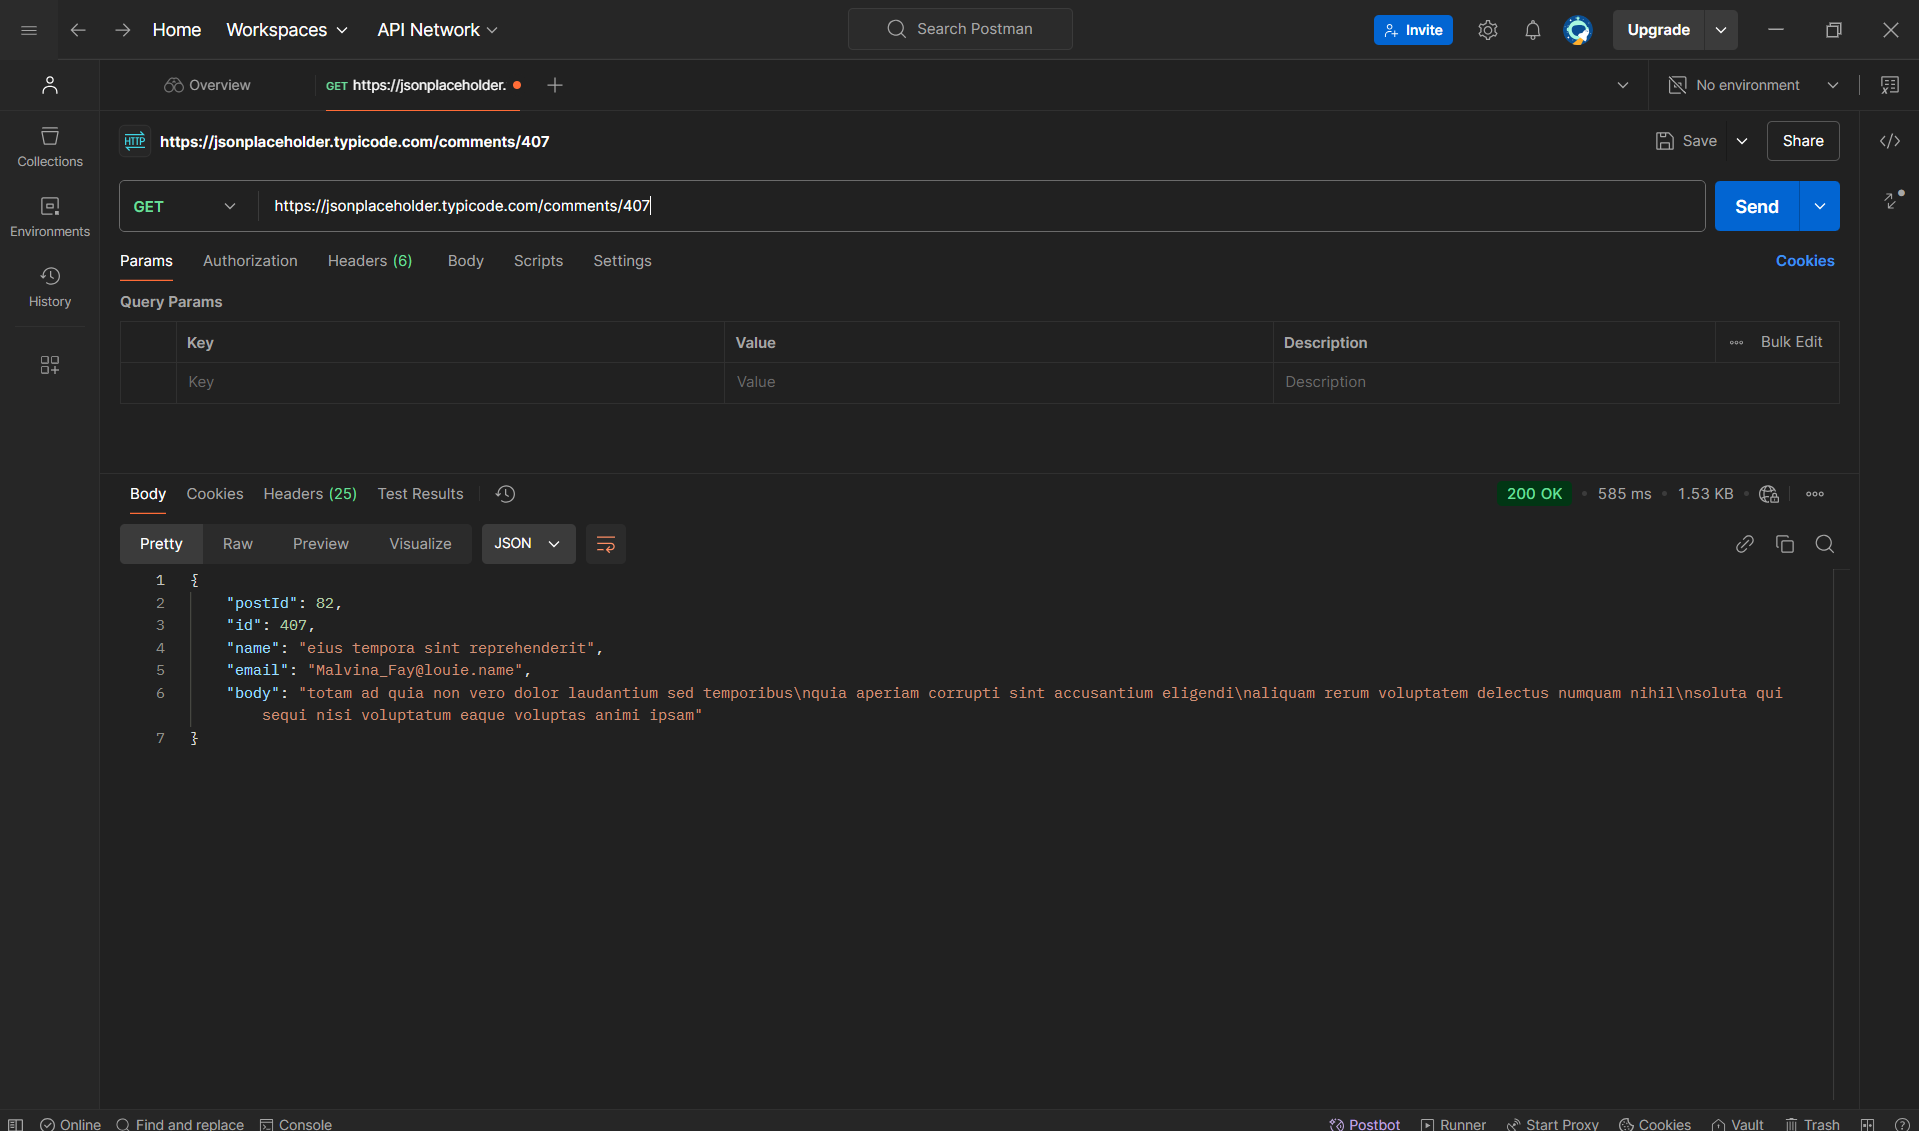 Home Workspaces API Network Search Postman Invite Upgrade
Overview GET https://jsonplaceholder. No environment
Collections
Environments
History
HTTP https://jsonplaceholder.typicode.com/comments/407 Save Share
GET https://jsonplaceholder.typicode.com/comments/407 Send
Params Authorization Headers (6) Body Scripts Settings Cookies
Query Params
Key Value Description Bulk Edit
Key Value Description
Body Cookies Headers (25) Test Results 200 OK 585 ms 1.53 KB
Pretty Raw Preview Visualize JSON
1 {
2 "postId": 82,
3 "id": 407,
4 "name": "eius tempora sint reprehenderit",
5 "email": "Malvina_Fay@louie.name",
6 "body": "totam ad quia non vero dolor laudantium sed temporibus\nquia aperiam corrupti sint accusantium eligendi\naliquam rerum voluptatem delectus numquam nihil\nsoluta qui
sequi nisi voluptatum eaque voluptas animi ipsam"
7 }
Online Find and replace Console Postbot Runner Start Proxy Cookies Vault Trash